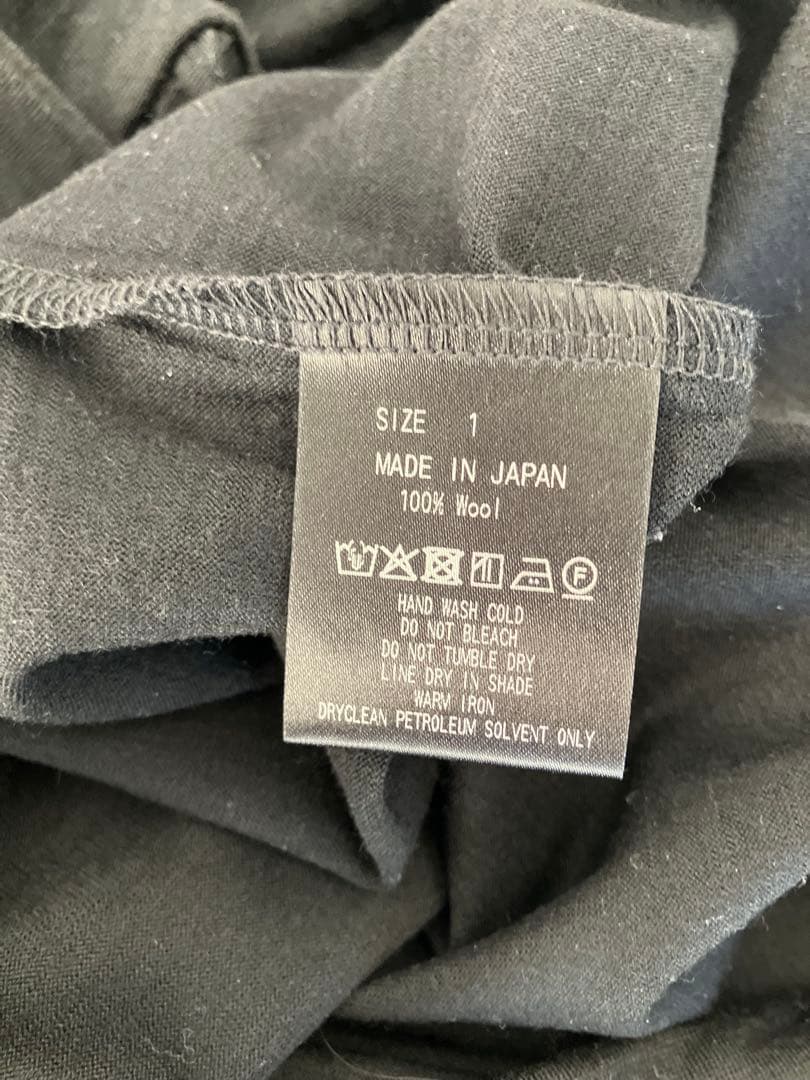 SIZE 1
MADE IN JAPAN
100% Wool
F
HAND WASH COLD
DO NOT BLEACH
DO NOT TUMBLE DRY
LINE DRY IN SHADE
WARM IRON
DRYCLEAN PETROLEUM SOLVENT ONLY